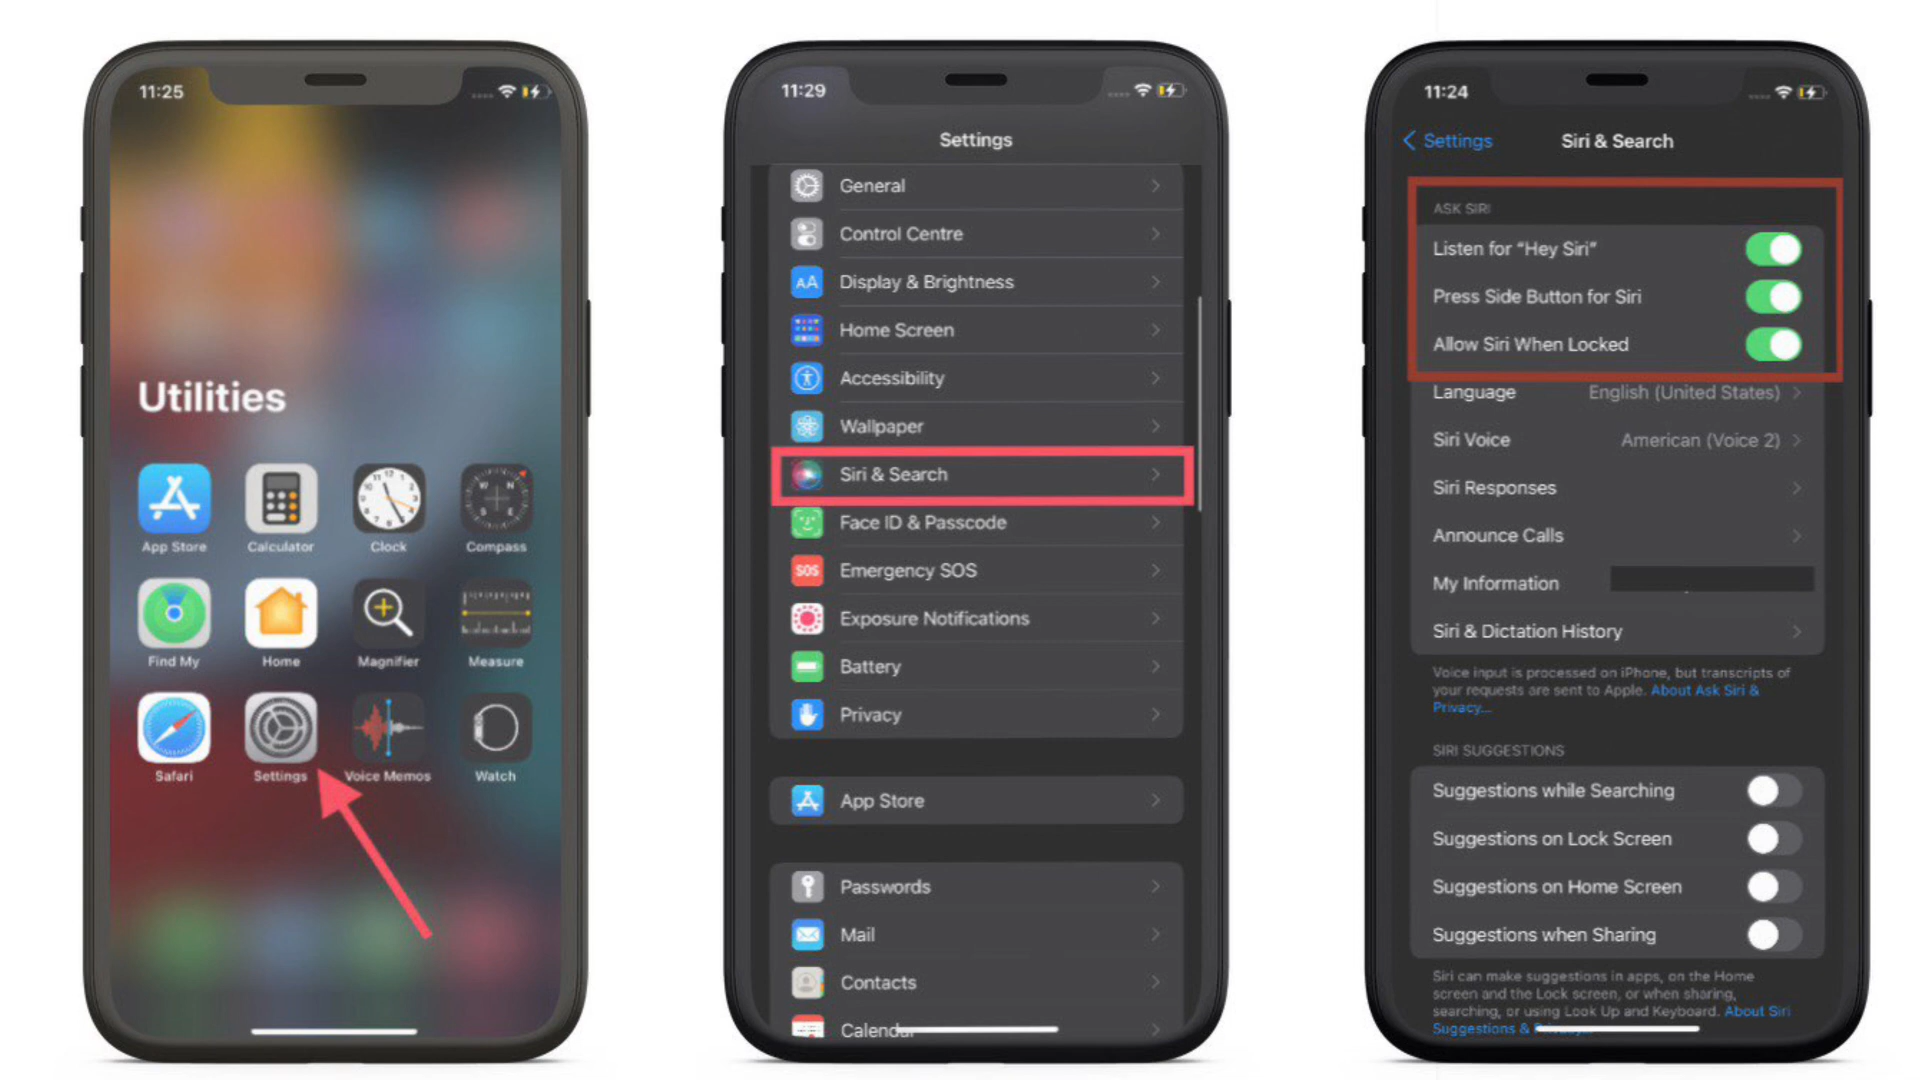 11:25
Utilities
App Store
Calculator
Clock
Compass
Find My
Home
Magnifier
Measure
Safari
Settings
Voice Memos
Watch
11:29
Settings
General
Control Centre
AA
Display & Brightness
Home Screen
Accessibility
Wallpaper
Siri & Search
Face ID & Passcode
SOS
Emergency SOS
Exposure Notifications
Battery
Privacy
App Store
Passwords
Mail
Contacts
Calendar
11:24
Settings
Siri & Search
ASK SIRI
Listen for “Hey Siri”
Press Side Button for Siri
Allow Siri When Locked
Language English (United States)
Siri Voice American (Voice 2)
Siri Responses
Announce Calls
My Information
Siri & Dictation History
Voice input is processed on iPhone, but transcripts of
your requests are sent to Apple. About Ask Siri &
Privacy...
SIRI SUGGESTIONS
Suggestions while Searching
Suggestions on Lock Screen
Suggestions on Home Screen
Suggestions when Sharing
Siri can make suggestions in apps, on the Home
screen and the Lock screen, or when sharing,
searching, or using Look Up and Keyboard. About Siri
Suggestions &